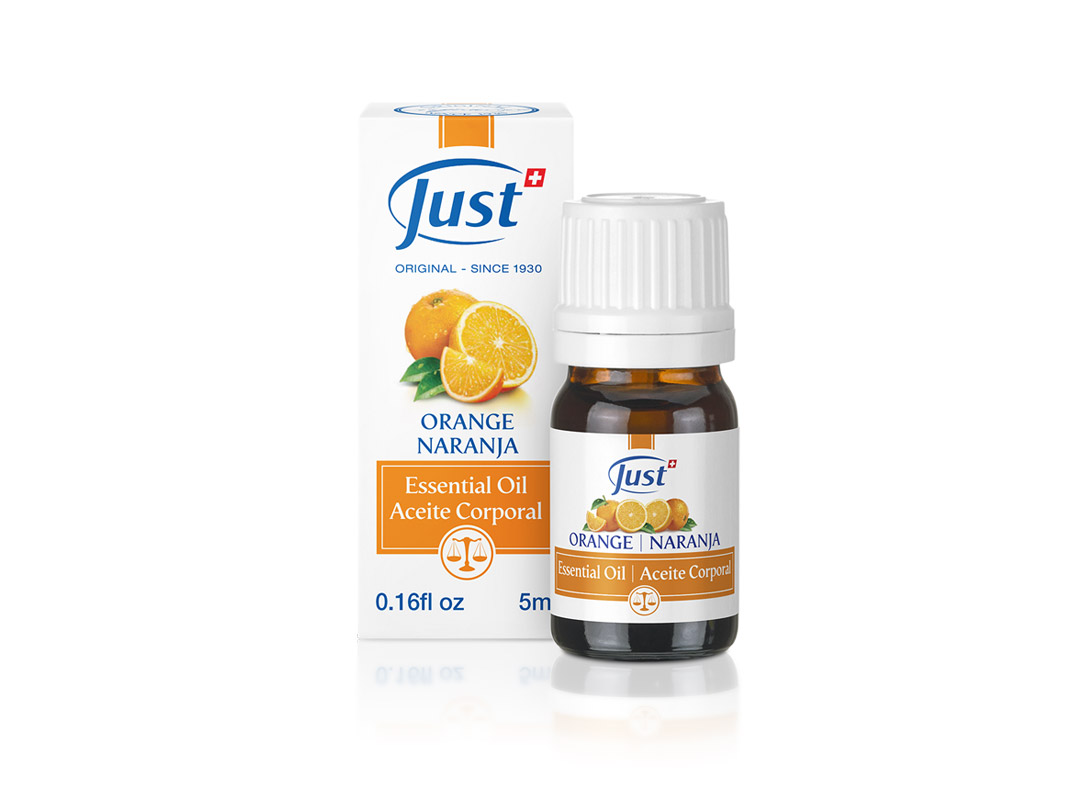 Just
ORIGINAL - SINCE 1930
ORANGE
NARANJA
Essential Oil
Aceite Corporal
0.16fl oz 5m
Just
ORANGE | NARANJA
Essential Oil | Aceite Corporal